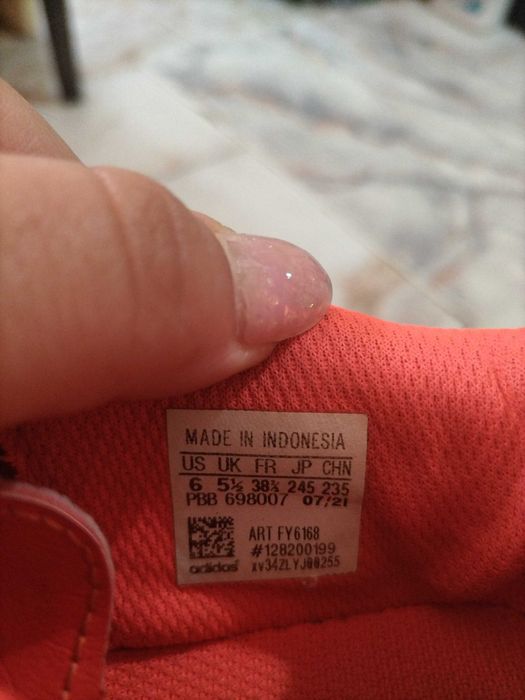 MADE IN INDONESIA
US UK FR JP CHN
6 5½ 38⅔ 245 235
PBB 698007 07/21
ART FY6168
#128200199
adidas xv34ZLYJ00255